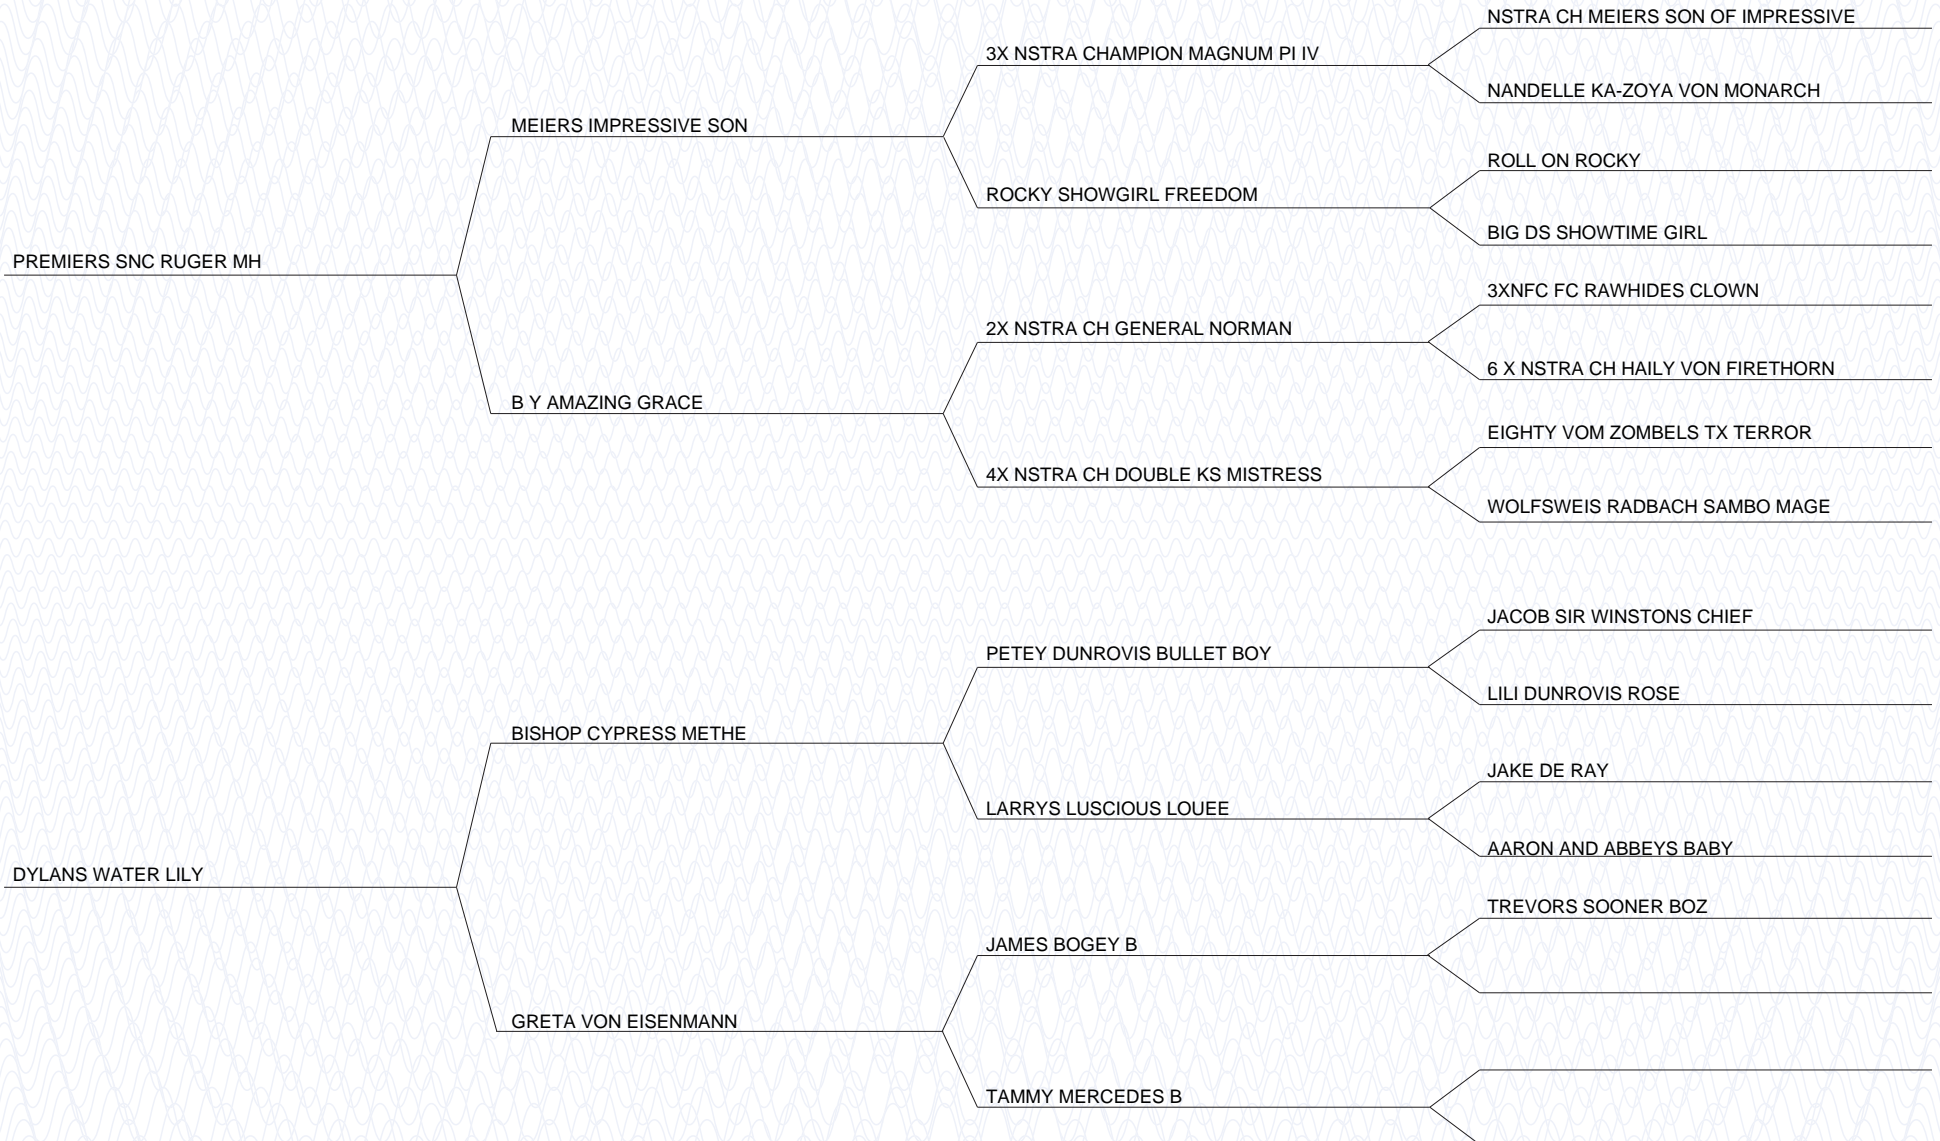 NSTRA CH MEIERS SON OF IMPRESSIVE
3X NSTRA CHAMPION MAGNUM PI IV
NANDELLE KA-ZOYA VON MONARCH
MEIERS IMPRESSIVE SON
ROLL ON ROCKY
ROCKY SHOWGIRL FREEDOM
BIG DS SHOWTIME GIRL
PREMIERS SNC RUGER MH
3XNFC FC RAWHIDES CLOWN
2X NSTRA CH GENERAL NORMAN
6 X NSTRA CH HAILY VON FIRETHORN
B Y AMAZING GRACE
EIGHTY VOM ZOMBELS TX TERROR
4X NSTRA CH DOUBLE KS MISTRESS
WOLFSWEIS RADBACH SAMBO MAGE
JACOB SIR WINSTONS CHIEF
PETEY DUNROVIS BULLET BOY
LILI DUNROVIS ROSE
BISHOP CYPRESS METHE
JAKE DE RAY
LARRYS LUSCIOUS LOUEE
AARON AND ABBEYS BABY
DYLANS WATER LILY
TREVORS SOONER BOZ
JAMES BOGEY B
GRETA VON EISENMANN
TAMMY MERCEDES B